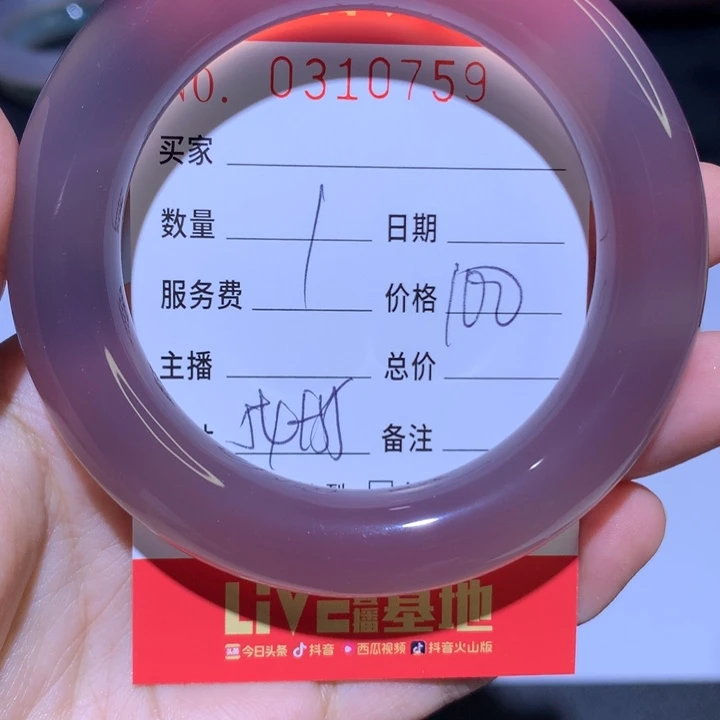 NO. 0310759
买家
数量 1 日期
服务费 价格 100
主播 总价
备注
LIVE直播基地
今日头条 抖音 西瓜视频 抖音火山版